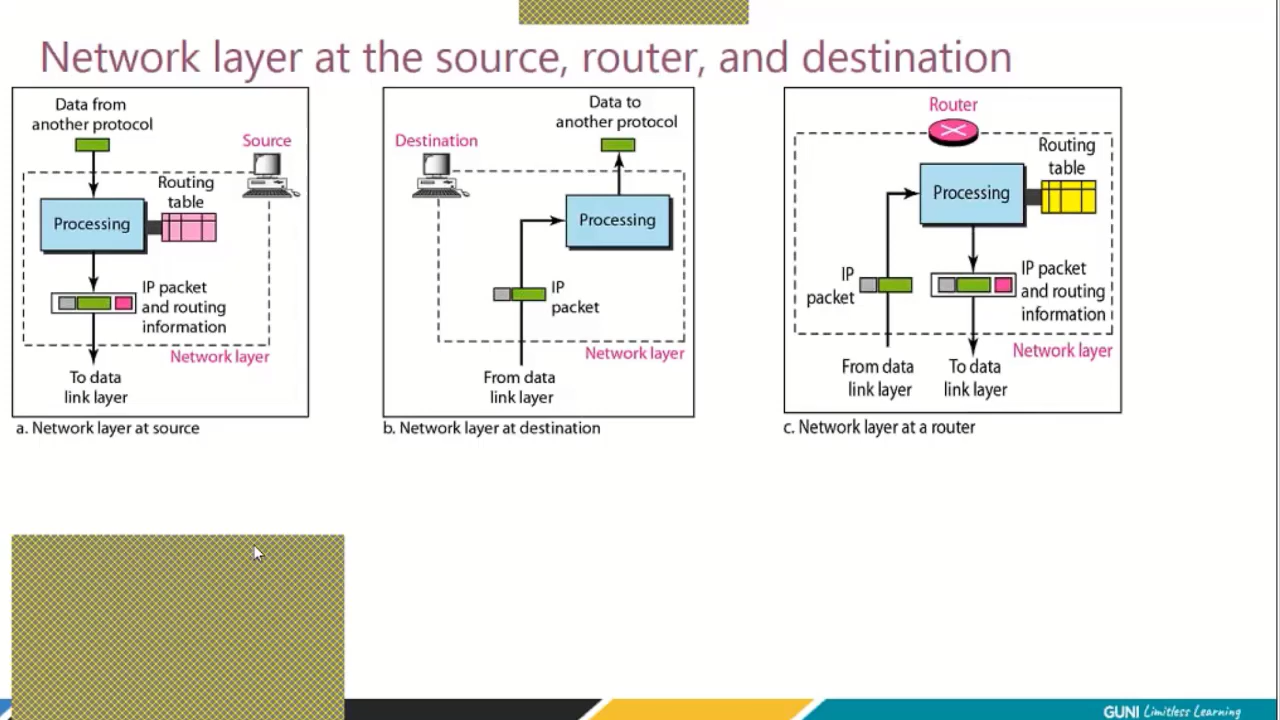 Network layer at the source, router, and destination
Data from
another protocol
Source
Routing
table
Processing
IP packet
and routing
information
Network layer
To data
link layer
a. Network layer at source
Data to
another protocol
Destination
Processing
IP
packet
Network layer
From data
link layer
b. Network layer at destination
Router
Routing
table
Processing
IP
packet
IP packet
and routing
information
Network layer
From data
link layer
To data
link layer
c. Network layer at a router
GUNI Limitless Learning